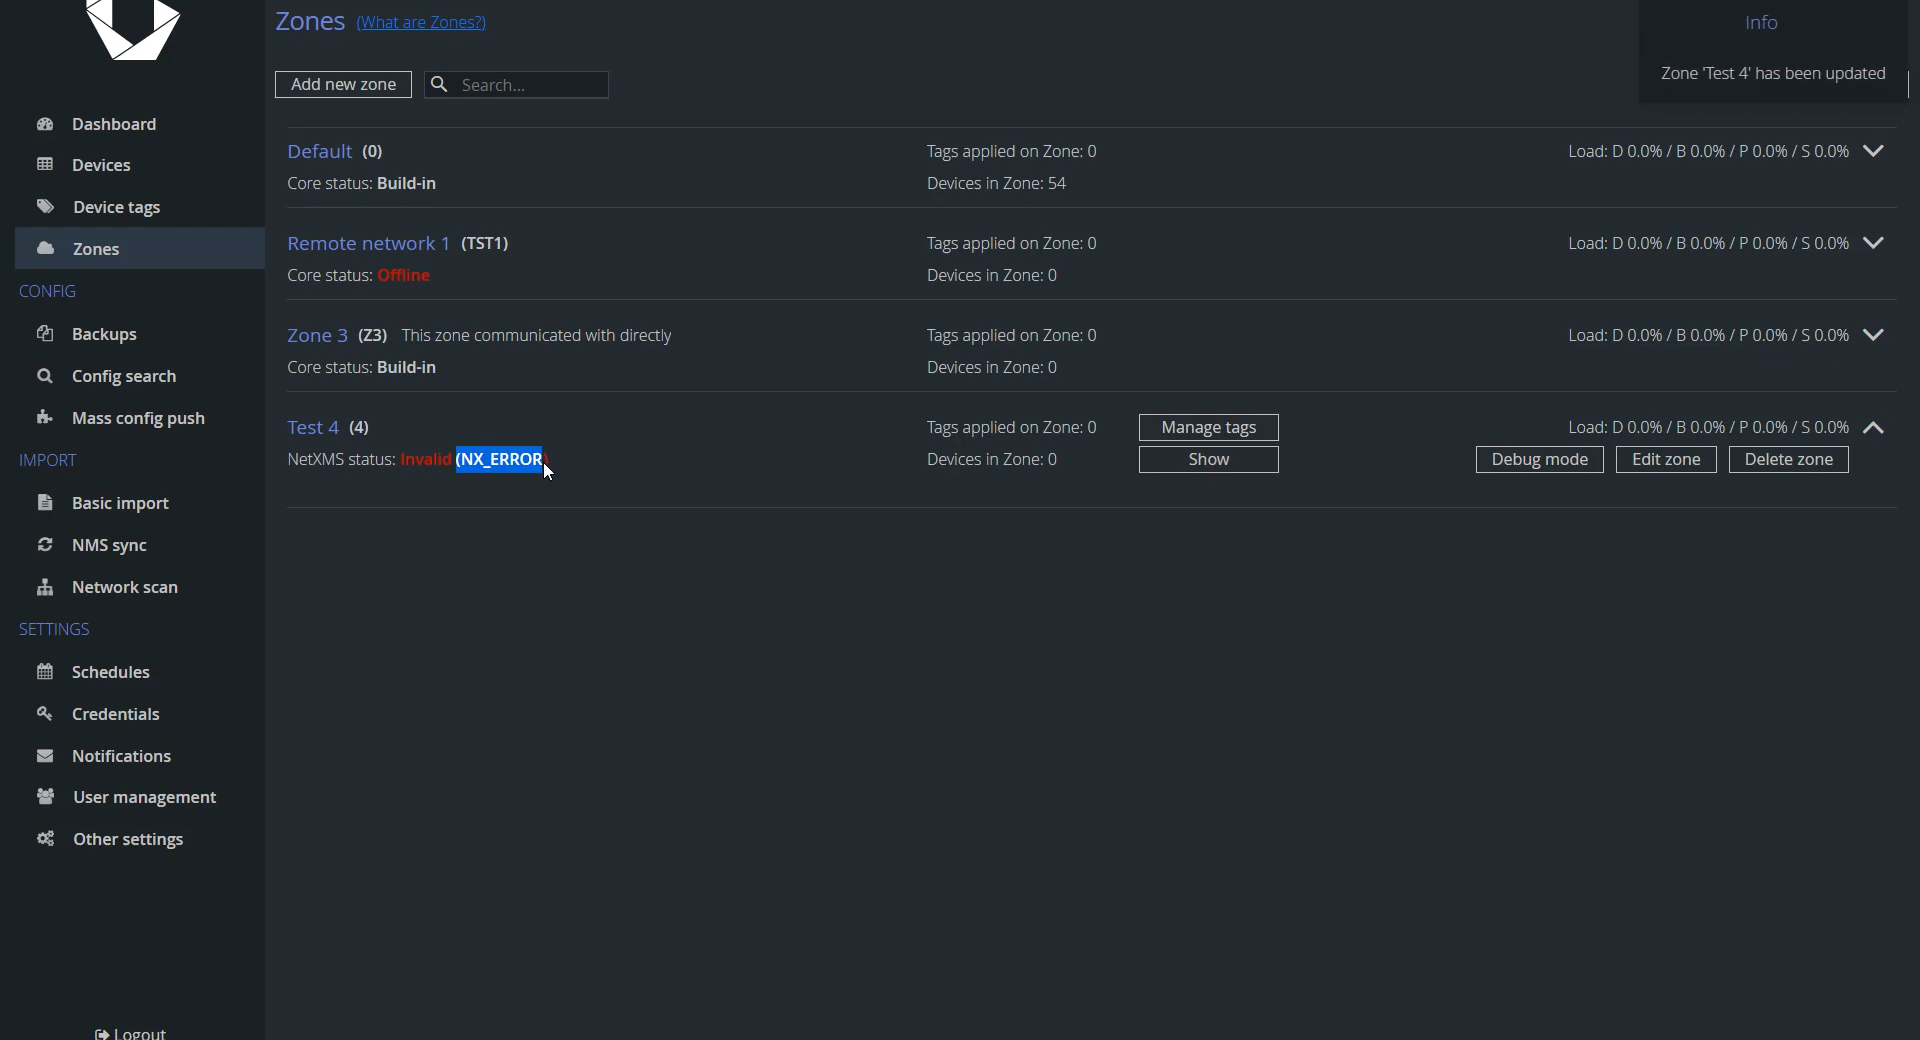 Zones (What are Zones?)
Info
Zone 'Test 4' has been updated
Add new zone
Search...
Dashboard
Devices
Device tags
Zones
CONFIG
Backups
Config search
Mass config push
IMPORT
Basic import
NMS sync
Network scan
SETTINGS
Schedules
Credentials
Notifications
User management
Other settings
Logout
Default (0) Tags applied on Zone: 0 Load: D 0.0% / B 0.0% / P 0.0% / S 0.0%
Core status: Build-in Devices in Zone: 54
Remote network 1 (TST1) Tags applied on Zone: 0 Load: D 0.0% / B 0.0% / P 0.0% / S 0.0%
Core status: Offline Devices in Zone: 0
Zone 3 (Z3) This zone communicated with directly Tags applied on Zone: 0 Load: D 0.0% / B 0.0% / P 0.0% / S 0.0%
Core status: Build-in Devices in Zone: 0
Test 4 (4) Tags applied on Zone: 0 Manage tags Load: D 0.0% / B 0.0% / P 0.0% / S 0.0%
NetXMS status: Invalid (NX_ERROR) Devices in Zone: 0 Show Debug mode Edit zone Delete zone